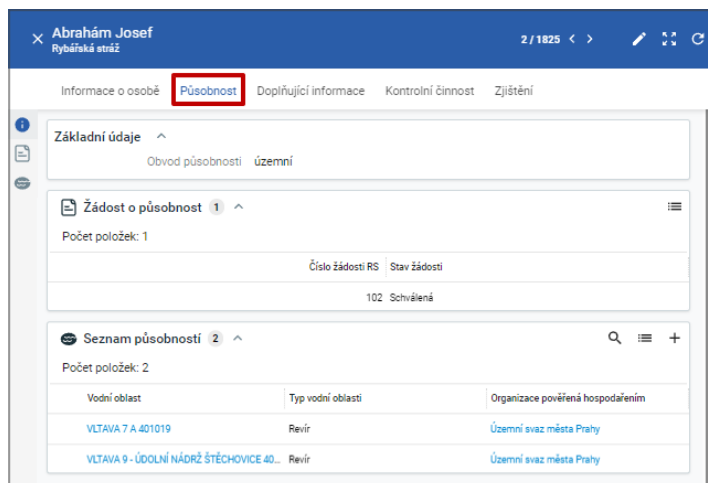 Abrahám Josef
Rybářská stráž
2 / 1825
Informace o osobě Působnost Doplňující informace Kontrolní činnost Zjištění
Základní údaje
Obvod působnosti územní
Žádost o působnost 1
Počet položek: 1
Číslo žádosti RS Stav žádosti
102 Schválená
Seznam působností 2
Počet položek: 2
Vodní oblast Typ vodní oblasti Organizace pověřená hospodařením
VLTAVA 7 A 401019 Revír Územní svaz města Prahy
VLTAVA 9 - ÚDOLNÍ NÁDRŽ ŠTĚCHOVICE 40... Revír Územní svaz města Prahy